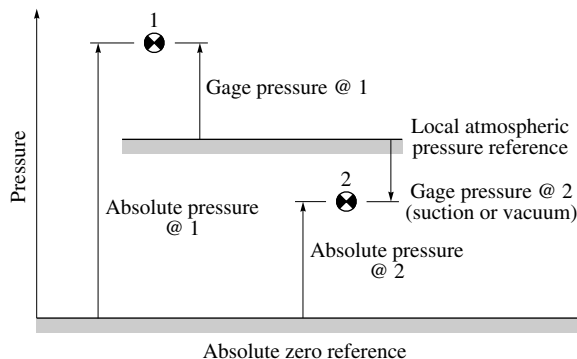 1
Gage pressure @ 1
Local atmospheric
pressure reference
Pressure
2
Gage pressure @ 2
(suction or vacuum)
Absolute pressure
@ 1
Absolute pressure
@ 2
Absolute zero reference